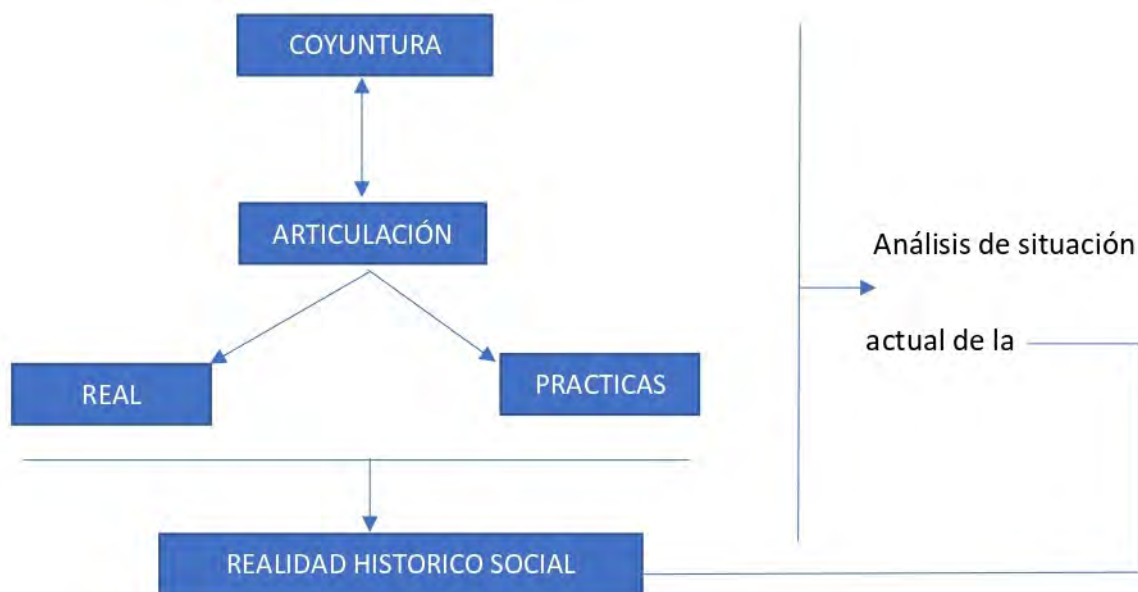 COYUNTURA
ARTICULACIÓN
Análisis de situación
actual de la
REAL
PRACTICAS
REALIDAD HISTORICO SOCIAL